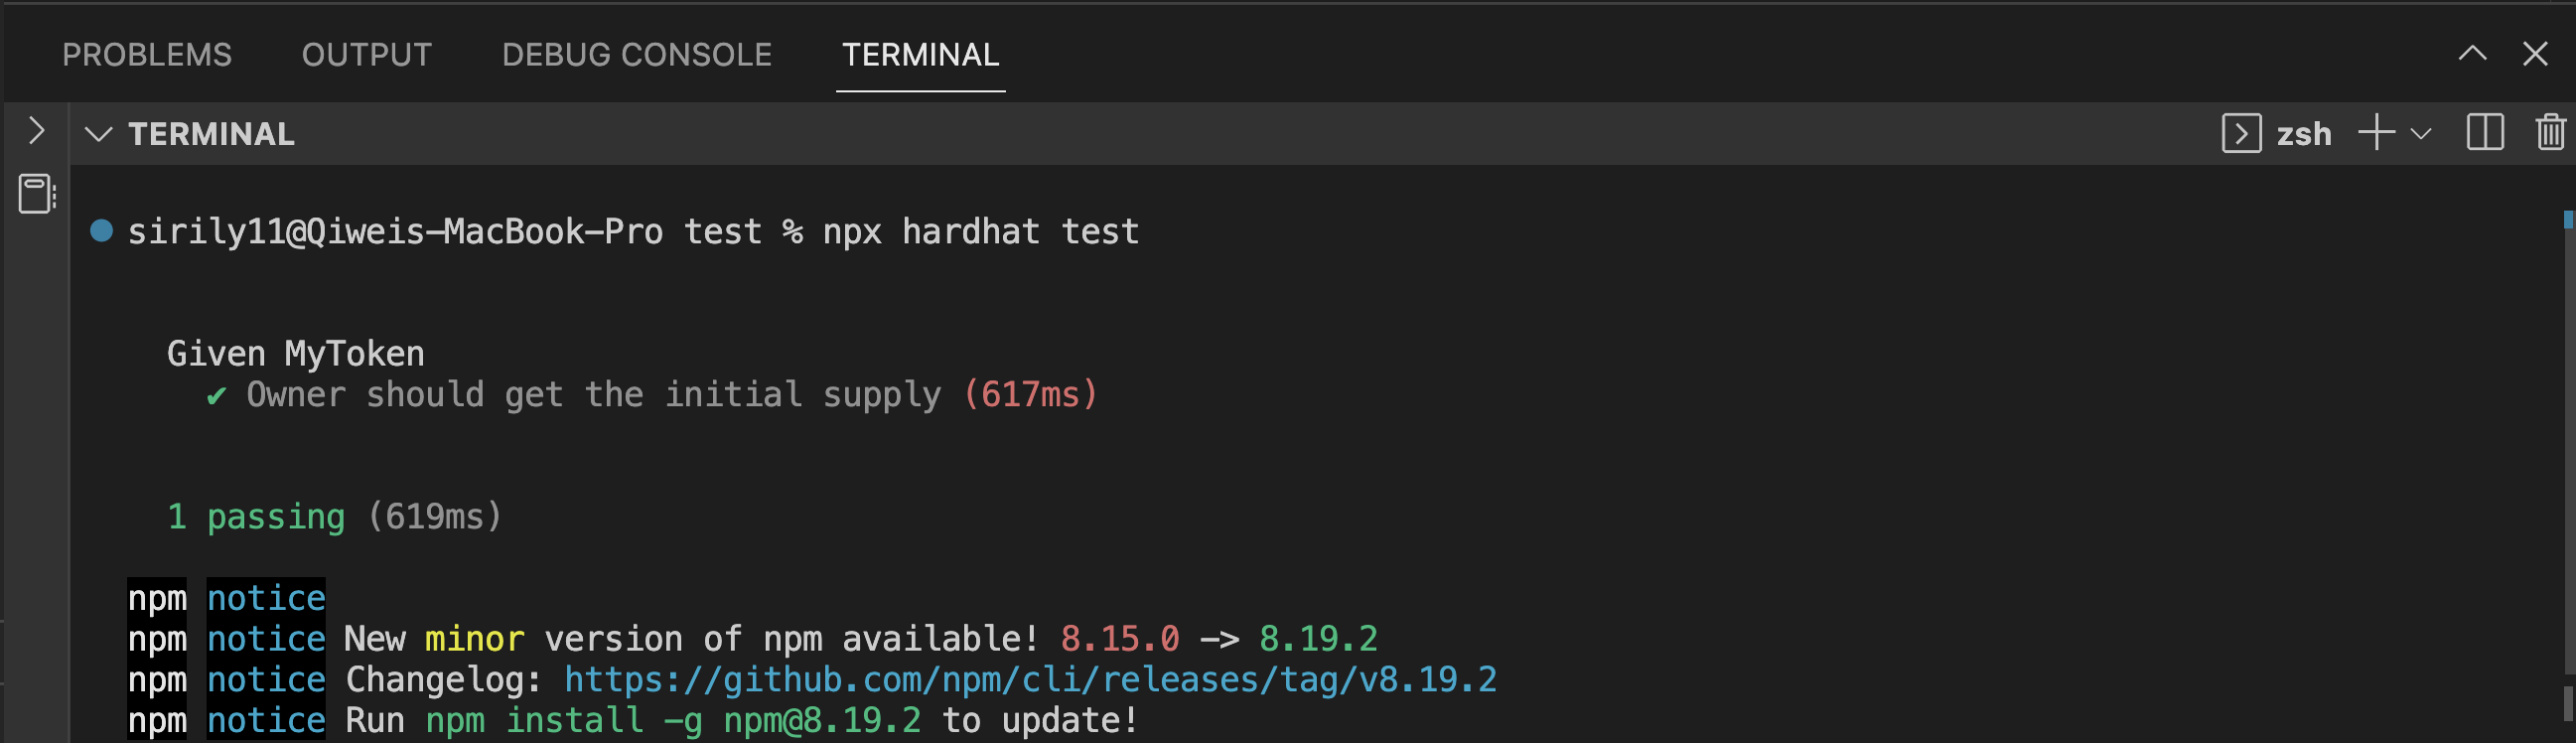 PROBLEMS OUTPUT DEBUG CONSOLE TERMINAL
TERMINAL zsh
sirily11@Qiweis-MacBook-Pro test % npx hardhat test
Given MyToken
✔ Owner should get the initial supply (617ms)
1 passing (619ms)
npm notice
npm notice New minor version of npm available! 8.15.0 -> 8.19.2
npm notice Changelog: https://github.com/npm/cli/releases/tag/v8.19.2
npm notice Run npm install -g npm@8.19.2 to update!